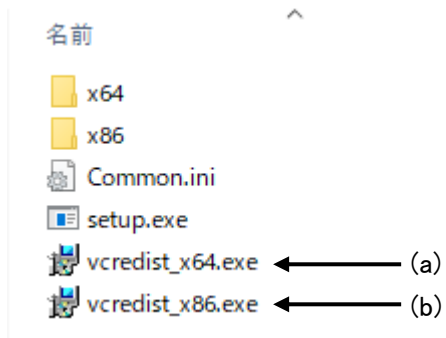 名前
x64
x86
Common.ini
setup.exe
vcredist_x64.exe (a)
vcredist_x86.exe (b)